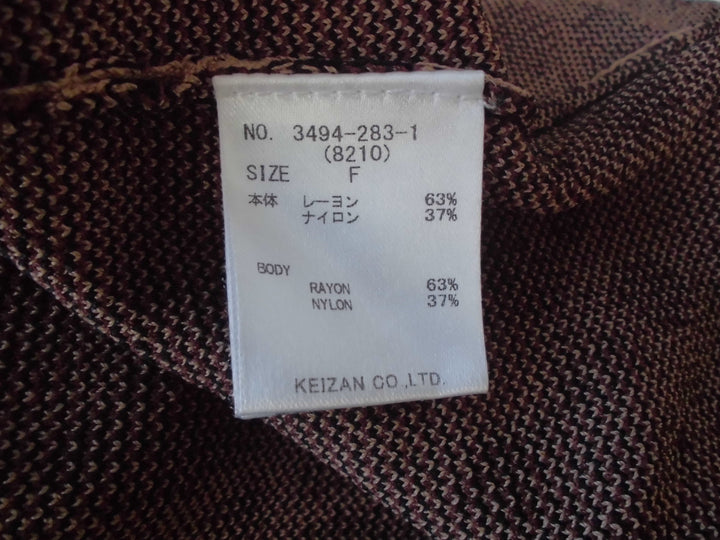 NO. 3494-283-1
(8210)
SIZE F
本体 レーヨン 63%
ナイロン 37%
BODY
RAYON 63%
NYLON 37%
KEIZAN CO.,LTD.